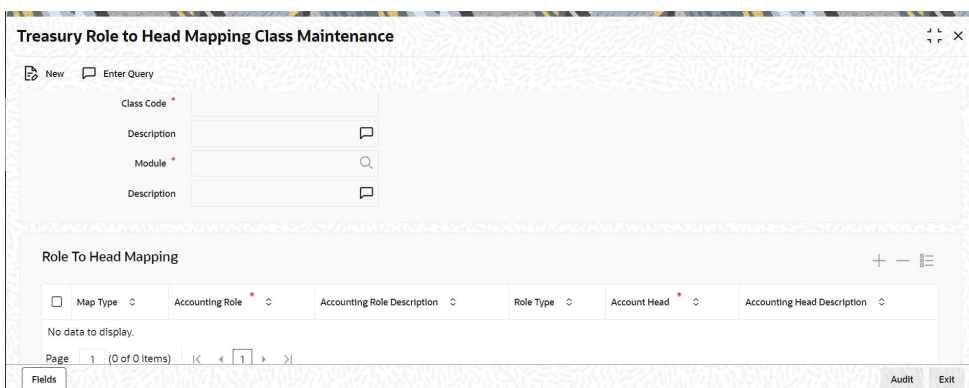 Treasury Role to Head Mapping Class Maintenance
New Enter Query
Class Code *
Description
Module *
Description
Role To Head Mapping
Map Type Accounting Role * Accounting Role Description Role Type Account Head * Accounting Head Description
No data to display.
Page 1 (0 of 0 items) 1
Fields Audit Exit